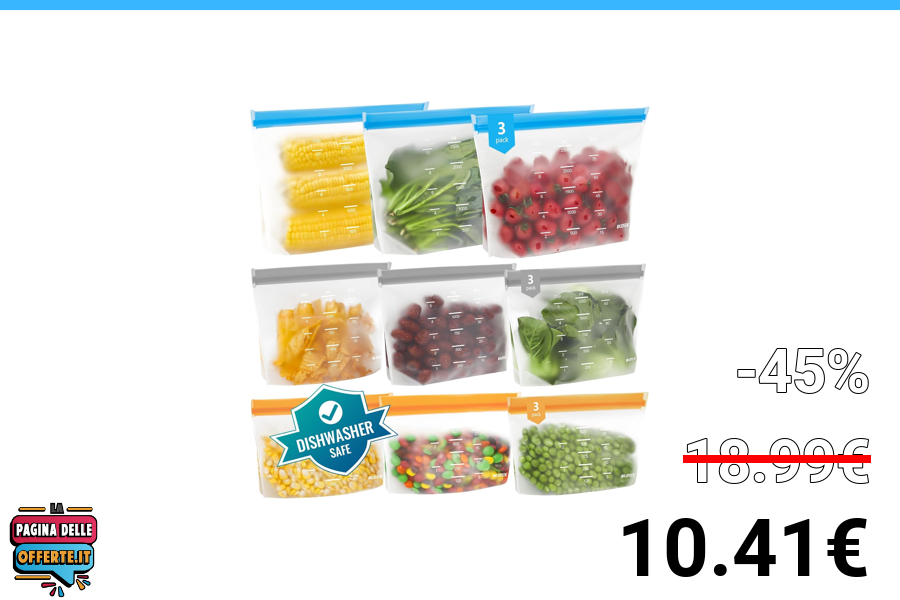 3
pack
3
pack
3
pack
DISHWASHER
SAFE
-45%
18.99€
10.41€
LA
PAGINA DELLE
OFFERTE.IT